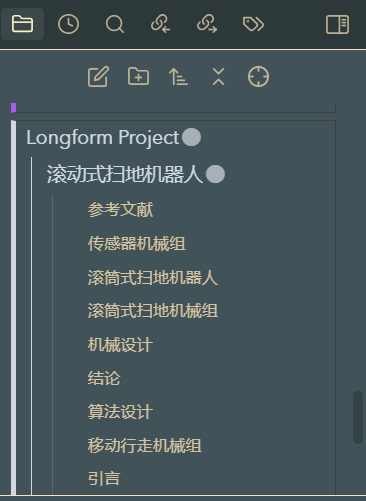 Longform Project
滚动式扫地机器人
参考文献
传感器机械组
滚筒式扫地机器人
滚筒式扫地机械组
机械设计
结论
算法设计
移动行走机械组
引言